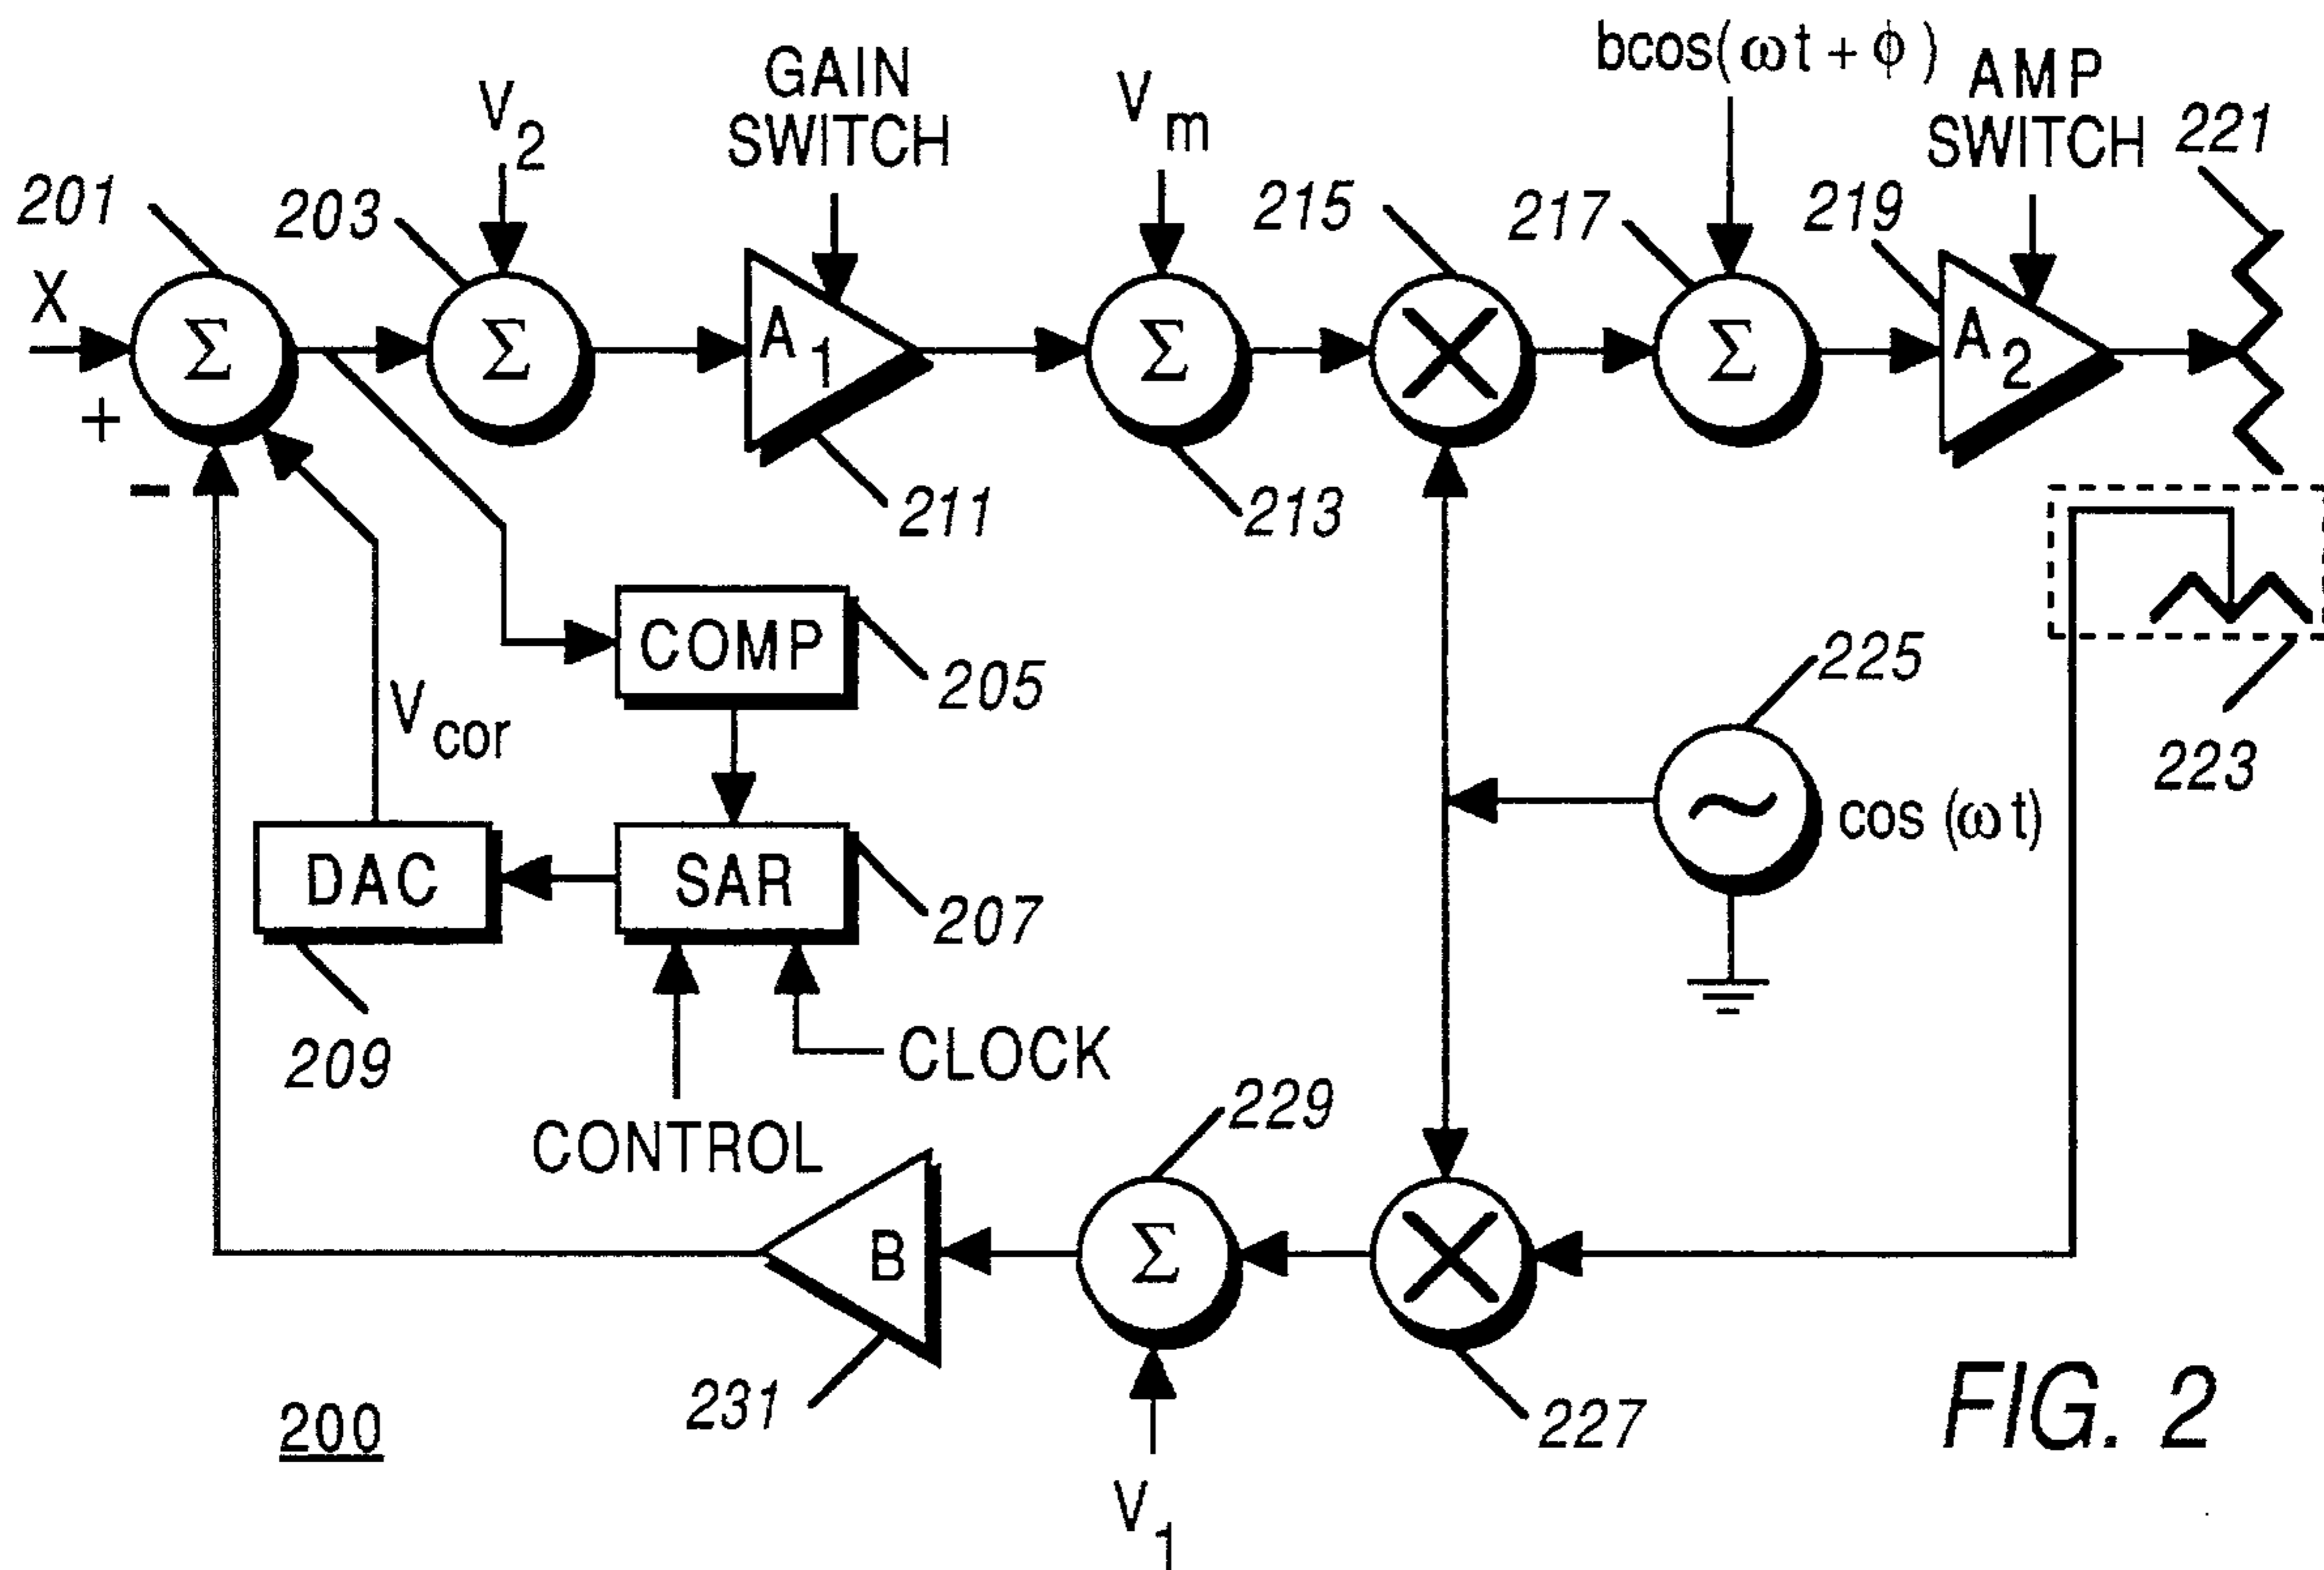 bcos(ωt + ϕ)
GAIN
SWITCH
AMP
SWITCH
V2
Vm
221
201
203
215
217
219
X
Σ
Σ
A1
Σ
Σ
A2
+
−
211
213
COMP
205
225
Vcor
223
cos (ωt)
DAC
SAR
207
209
CLOCK
CONTROL
229
B
Σ
231
227
200
V1
FIG. 2